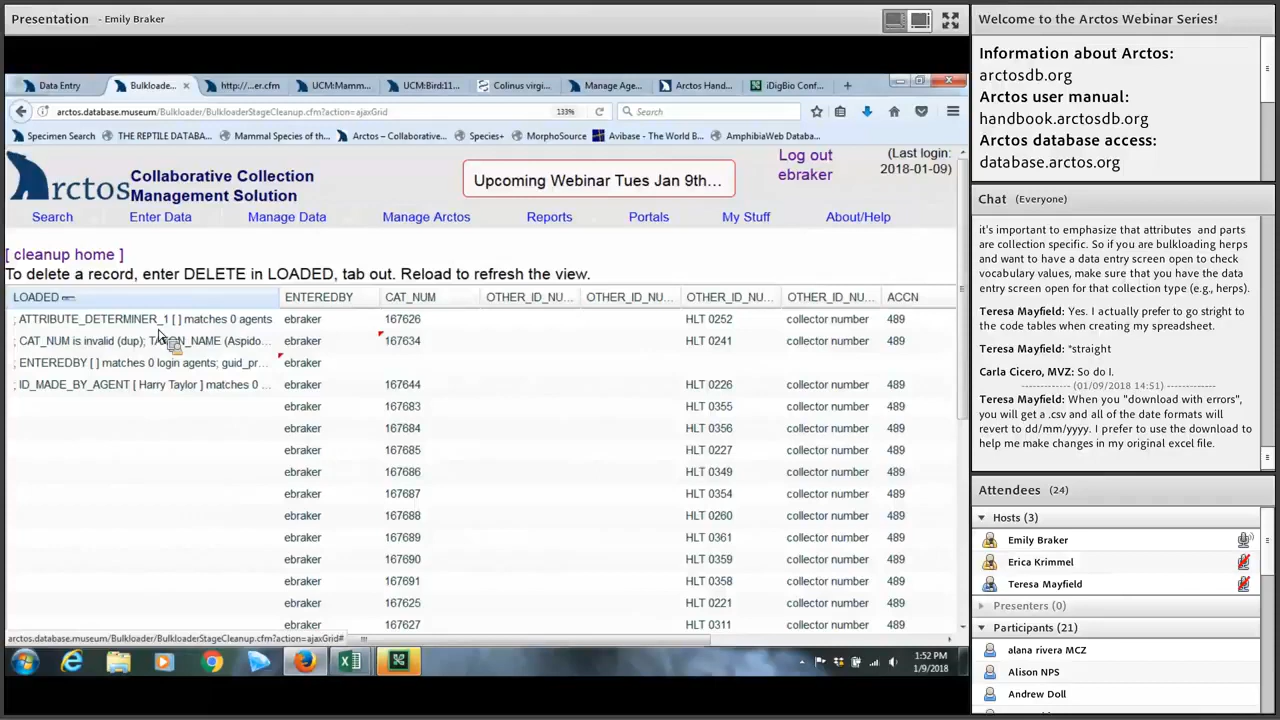 Presentation - Emily Braker
Data Entry
Bulkloade...
http://...er.cfm
UCM:Mamm...
UCM:Bird:11...
Colinus virgi...
Manage Age...
Arctos Hand...
iDigBio Conf...
arctos.database.museum/Bulkloader/BulkloaderStageCleanup.cfm?action=ajaxGrid
133%
Search
Specimen Search
THE REPTILE DATABA...
Mammal Species of th...
Arctos – Collaborative...
Species+
MorphoSource
Avibase - The World B...
AmphibiaWeb Databa...
Arctos
Collaborative Collection
Management Solution
Upcoming Webinar Tues Jan 9th...
Log out
ebraker
(Last login:
2018-01-09)
Search Enter Data Manage Data Manage Arctos Reports Portals My Stuff About/Help
[ cleanup home ]
To delete a record, enter DELETE in LOADED, tab out. Reload to refresh the view.
LOADED ENTEREDBY CAT_NUM OTHER_ID_NU... OTHER_ID_NU... OTHER_ID_NU... OTHER_ID_NU... ACCN
; ATTRIBUTE_DETERMINER_1 [ ] matches 0 agents ebraker 167626 HLT 0252 collector number 489
; CAT_NUM is invalid (dup); TAXON_NAME (Aspido... ebraker 167634 HLT 0241 collector number 489
; ENTEREDBY [ ] matches 0 login agents; guid_pr... ebraker
; ID_MADE_BY_AGENT [ Harry Taylor ] matches 0 ... ebraker 167644 HLT 0226 collector number 489
ebraker 167683 HLT 0355 collector number 489
ebraker 167684 HLT 0356 collector number 489
ebraker 167685 HLT 0227 collector number 489
ebraker 167686 HLT 0349 collector number 489
ebraker 167687 HLT 0354 collector number 489
ebraker 167688 HLT 0260 collector number 489
ebraker 167689 HLT 0361 collector number 489
ebraker 167690 HLT 0359 collector number 489
ebraker 167691 HLT 0358 collector number 489
ebraker 167625 HLT 0221 collector number 489
ebraker 167627 HLT 0311 collector number 489
arctos.database.museum/Bulkloader/BulkloaderStageCleanup.cfm?action=ajaxGrid#
1:52 PM
1/9/2018
Welcome to the Arctos Webinar Series!
Information about Arctos:
arctosdb.org
Arctos user manual:
handbook.arctosdb.org
Arctos database access:
database.arctos.org
Chat (Everyone)
it's important to emphasize that attributes and parts
are collection specific. So if you are bulkloading herps
and want to have a data entry screen open to check
vocabulary values, make sure that you have the data
entry screen open for that collection type (e.g., herps).
Teresa Mayfield: Yes. I actually prefer to go stright to
the code tables when creating my spreadsheet.
Teresa Mayfield: *straight
Carla Cicero, MVZ: So do I.
-------------- (01/09/2018 14:51) --------------
Teresa Mayfield: When you "download with errors",
you will get a .csv and all of the date formats will
revert to dd/mm/yyyy. I prefer to use the download to
help me make changes in my original excel file.
Attendees (24)
Hosts (3)
Emily Braker
Erica Krimmel
Teresa Mayfield
Presenters (0)
Participants (21)
alana rivera MCZ
Alison NPS
Andrew Doll